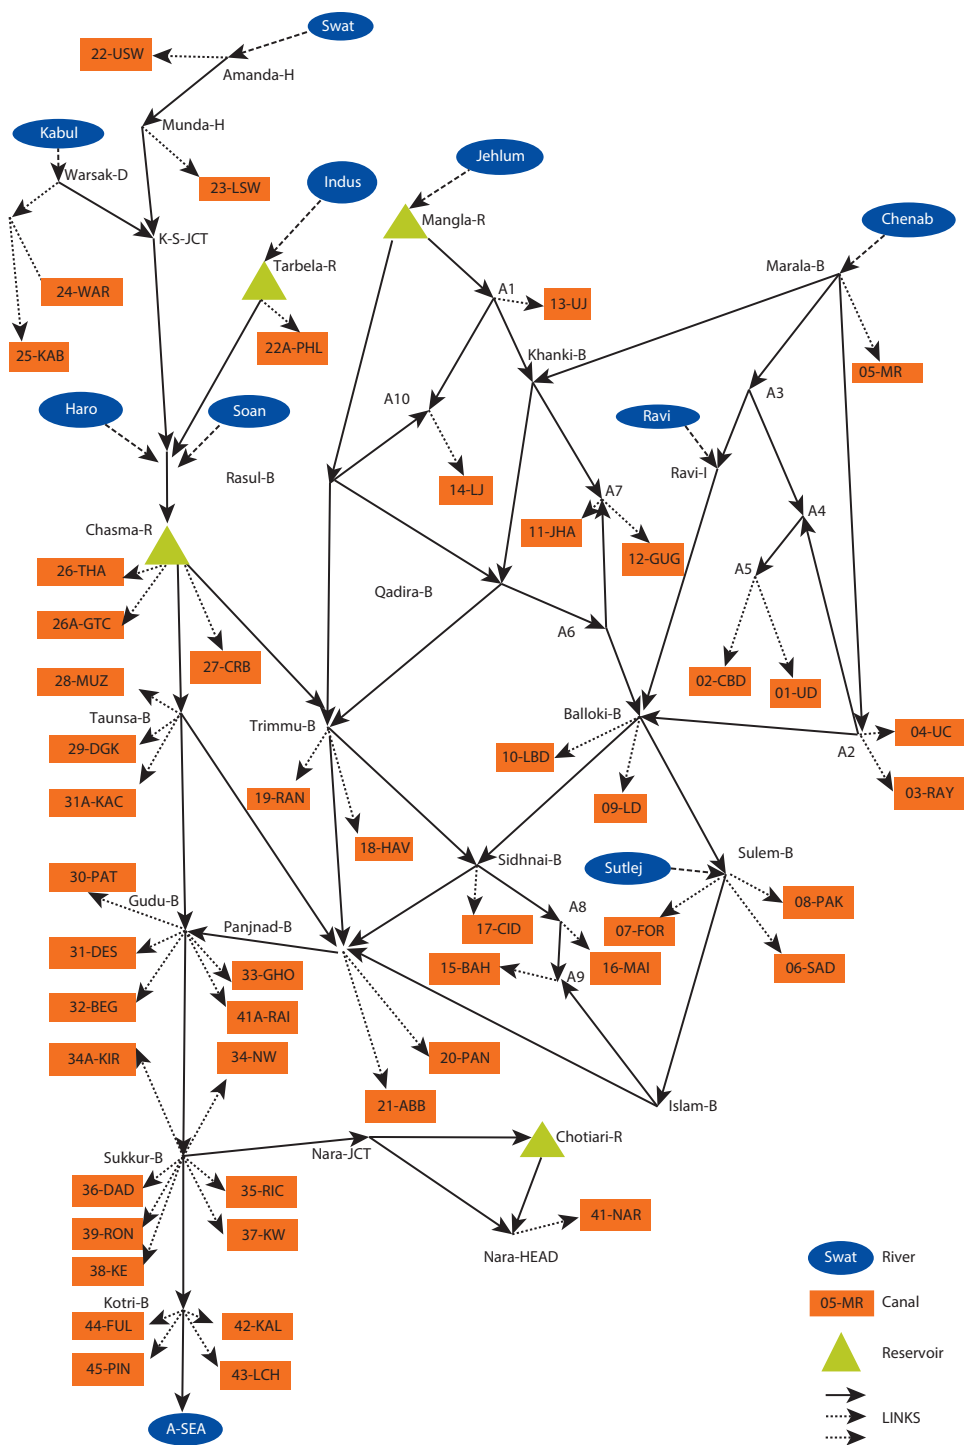 Swat
22-USW
Amanda-H
Kabul
Munda-H
Jehlum
Warsak-D
23-LSW
Indus
Mangla-R
Chenab
K-S-JCT
Tarbela-R
Marala-B
24-WAR
A1
13-UJ
25-KAB
22A-PHL
Khanki-B
05-MR
Haro
Soan
A10
Ravi
A3
Rasul-B
Ravi-I
14-LJ
A7
Chasma-R
11-JHA
A4
12-GUG
26-THA
A5
26A-GTC
Qadira-B
A6
27-CRB
02-CBD
01-UD
28-MUZ
Taunsa-B
Trimmu-B
Balloki-B
04-UC
29-DGK
10-LBD
A2
31A-KAC
19-RAN
09-LD
03-RAY
18-HAV
30-PAT
Sidhnai-B
Sutlej
Sulem-B
Gudu-B
Panjnad-B
A8
08-PAK
31-DES
17-CID
07-FOR
33-GHO
15-BAH
A9
16-MAI
06-SAD
32-BEG
41A-RAI
34A-KIR
34-NW
20-PAN
21-ABB
Islam-B
Sukkur-B
Nara-JCT
Chotiari-R
36-DAD
35-RIC
39-RON
37-KW
41-NAR
38-KE
Nara-HEAD
Swat
River
Kotri-B
05-MR
Canal
44-FUL
42-KAL
45-PIN
43-LCH
Reservoir
A-SEA
LINKS